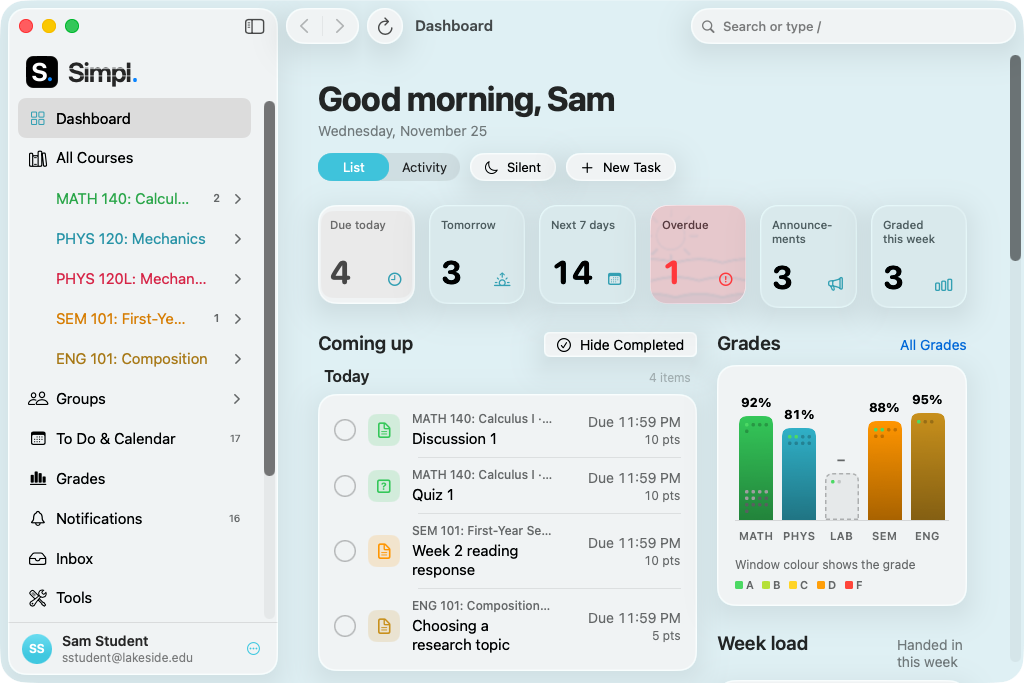 Dashboard
Search or type /
S.
Simpl.
Dashboard
All Courses
MATH 140: Calcul... 2
PHYS 120: Mechanics
PHYS 120L: Mechan...
SEM 101: First-Ye... 1
ENG 101: Composition
Groups
To Do & Calendar 17
Grades
Notifications 16
Inbox
Tools
SS
Sam Student
sstudent@lakeside.edu
Good morning, Sam
Wednesday, November 25
List
Activity
Silent
New Task
Due today
4
Tomorrow
3
Next 7 days
14
Overdue
1
Announce-
ments
3
Graded
this week
3
Coming up
Hide Completed
Today
4 items
MATH 140: Calculus I ·...
Discussion 1
Due 11:59 PM
10 pts
MATH 140: Calculus I ·...
Quiz 1
Due 11:59 PM
10 pts
SEM 101: First-Year Se...
Week 2 reading
response
Due 11:59 PM
10 pts
ENG 101: Composition...
Choosing a
research topic
Due 11:59 PM
5 pts
Grades
All Grades
92% 81% – 88% 95%
MATH PHYS LAB SEM ENG
Window colour shows the grade
A B C D F
Week load
Handed in
this week